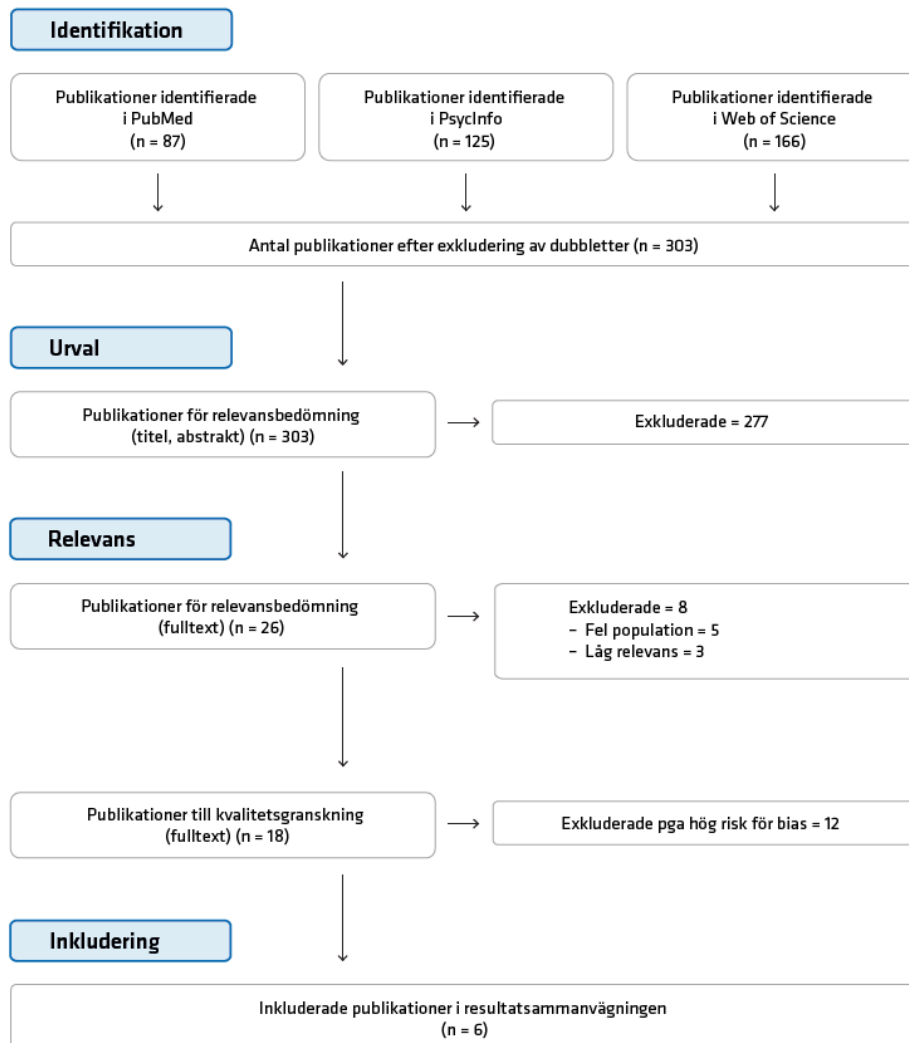 Identifikation
Publikationer identifierade
i PubMed
(n = 87)
Publikationer identifierade
i PsycInfo
(n = 125)
Publikationer identifierade
i Web of Science
(n = 166)
Antal publikationer efter exkludering av dubbletter (n = 303)
Urval
Publikationer för relevansbedömning
(titel, abstrakt) (n = 303)
Exkluderade = 277
Relevans
Publikationer för relevansbedömning
(fulltext) (n = 26)
Exkluderade = 8
– Fel population = 5
– Låg relevans = 3
Publikationer till kvalitetsgranskning
(fulltext) (n = 18)
Exkluderade pga hög risk för bias = 12
Inkludering
Inkluderade publikationer i resultatsammanvägningen
(n = 6)